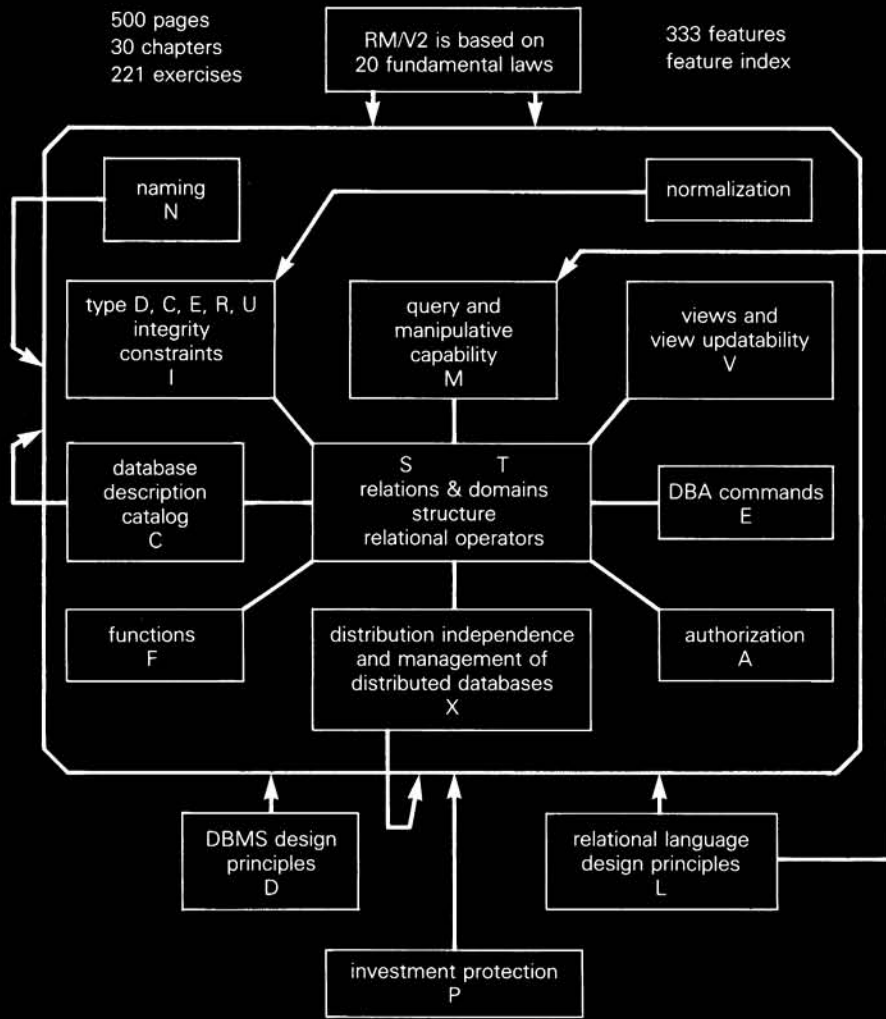 500 pages
30 chapters
221 exercises
RM/V2 is based on
20 fundamental laws
333 features
feature index
naming
N
normalization
type D, C, E, R, U
integrity
constraints
I
query and
manipulative
capability
M
views and
view updatability
V
database
description
catalog
C
S T
relations & domains
structure
relational operators
DBA commands
E
functions
F
distribution independence
and management of
distributed databases
X
authorization
A
DBMS design
principles
D
relational language
design principles
L
investment protection
P